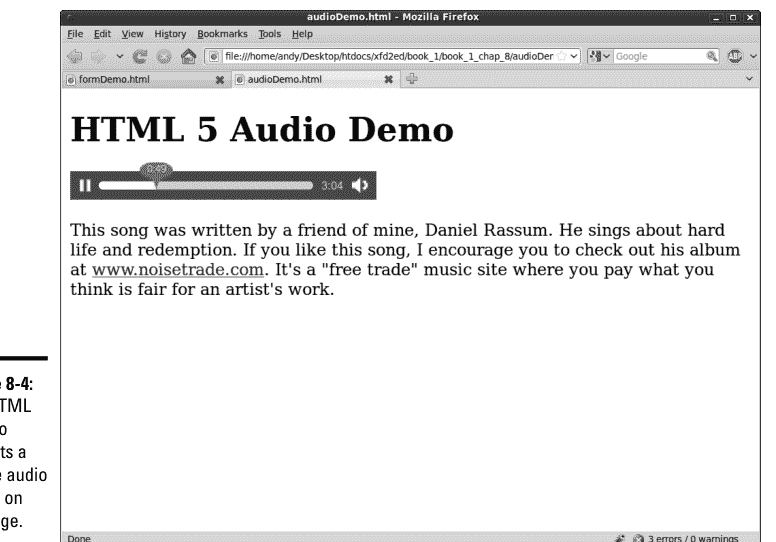 audioDemo.html - Mozilla Firefox
File Edit View History Bookmarks Tools Help
file:///home/andy/Desktop/htdocs/xfd2ed/book_1/book_1_chap_8/audioDer
Google
formDemo.html
audioDemo.html
HTML 5 Audio Demo
3:04
This song was written by a friend of mine, Daniel Rassum. He sings about hard
life and redemption. If you like this song, I encourage you to check out his album
at www.noisetrade.com. It's a "free trade" music site where you pay what you
think is fair for an artist's work.
8-4:
TML
o
ts a
e audio
on
ge.
Done
3 errors / 0 warnings